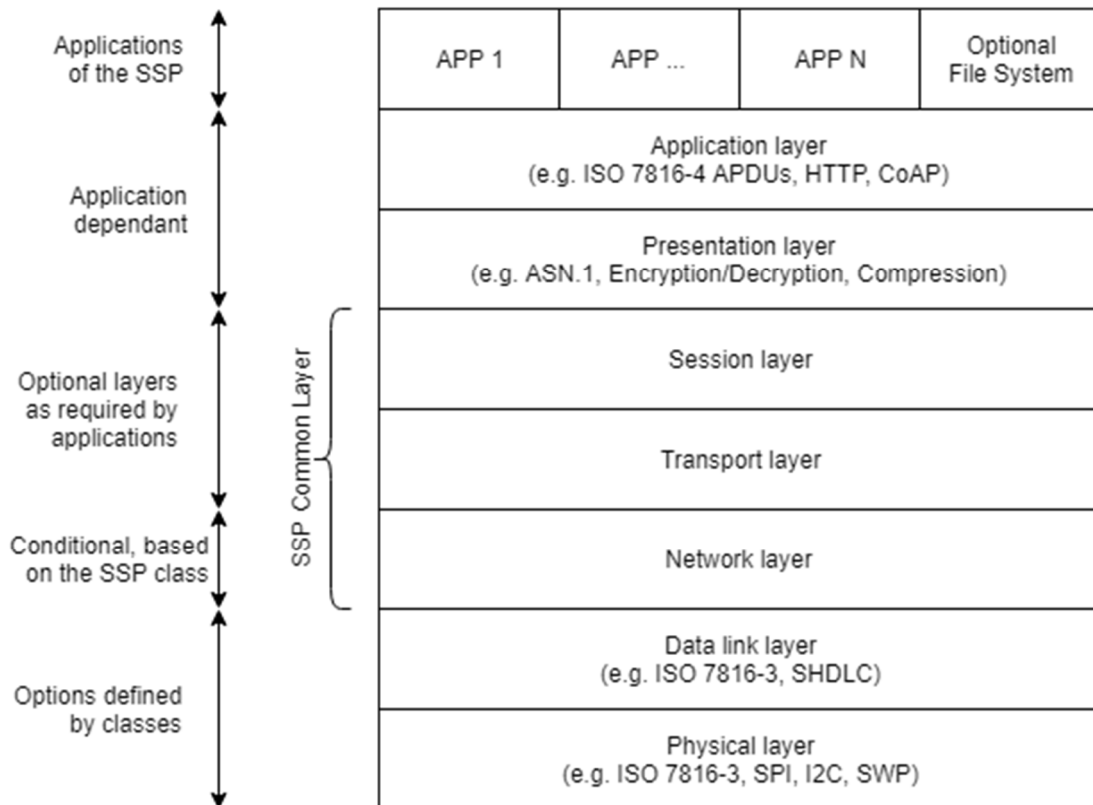 Applications
of the SSP
APP 1
APP ...
APP N
Optional
File System
Application
dependant
Application layer
(e.g. ISO 7816-4 APDUs, HTTP, CoAP)
Presentation layer
(e.g. ASN.1, Encryption/Decryption, Compression)
Optional layers
as required by
applications
SSP Common Layer
Session layer
Transport layer
Conditional, based
on the SSP class
Network layer
Options defined
by classes
Data link layer
(e.g. ISO 7816-3, SHDLC)
Physical layer
(e.g. ISO 7816-3, SPI, I2C, SWP)